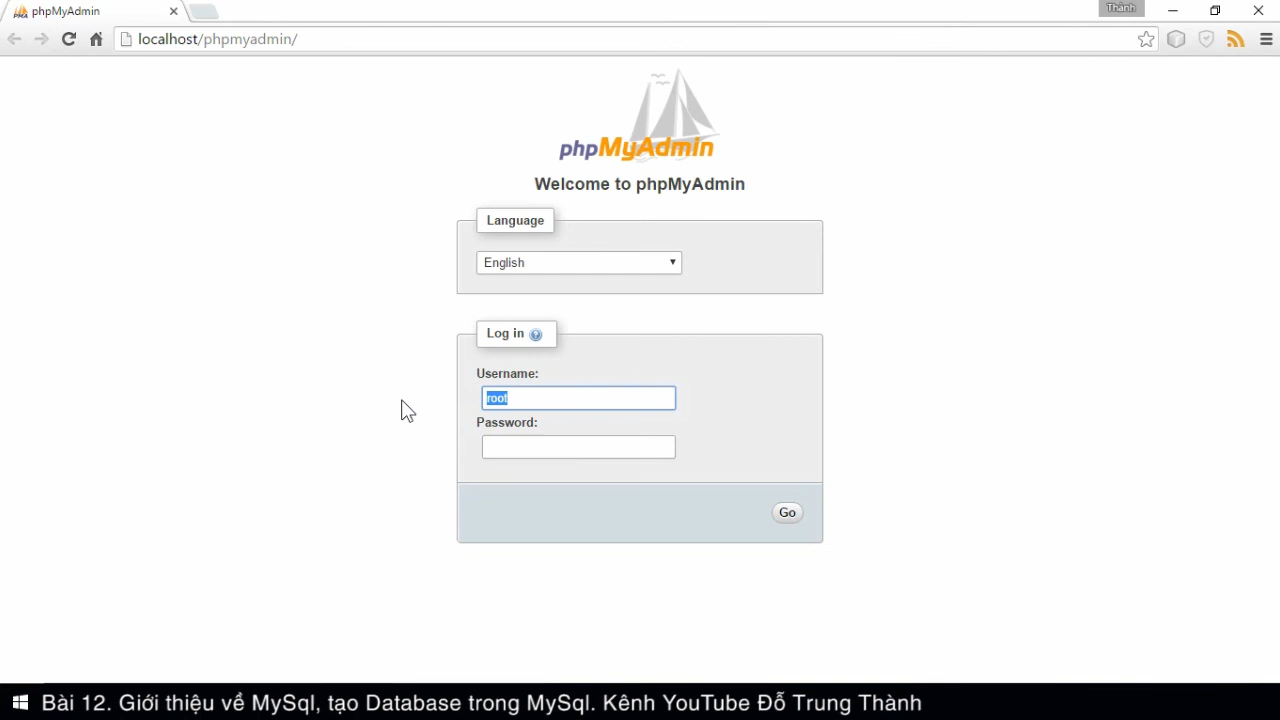 phpMyAdmin
Thành
localhost/phpmyadmin/
phpMyAdmin
Welcome to phpMyAdmin
Language
English
Log in
Username:
root
Password:
Go
Bài 12. Giới thiệu về MySql, tạo Database trong MySql. Kênh YouTube Đỗ Trung Thành